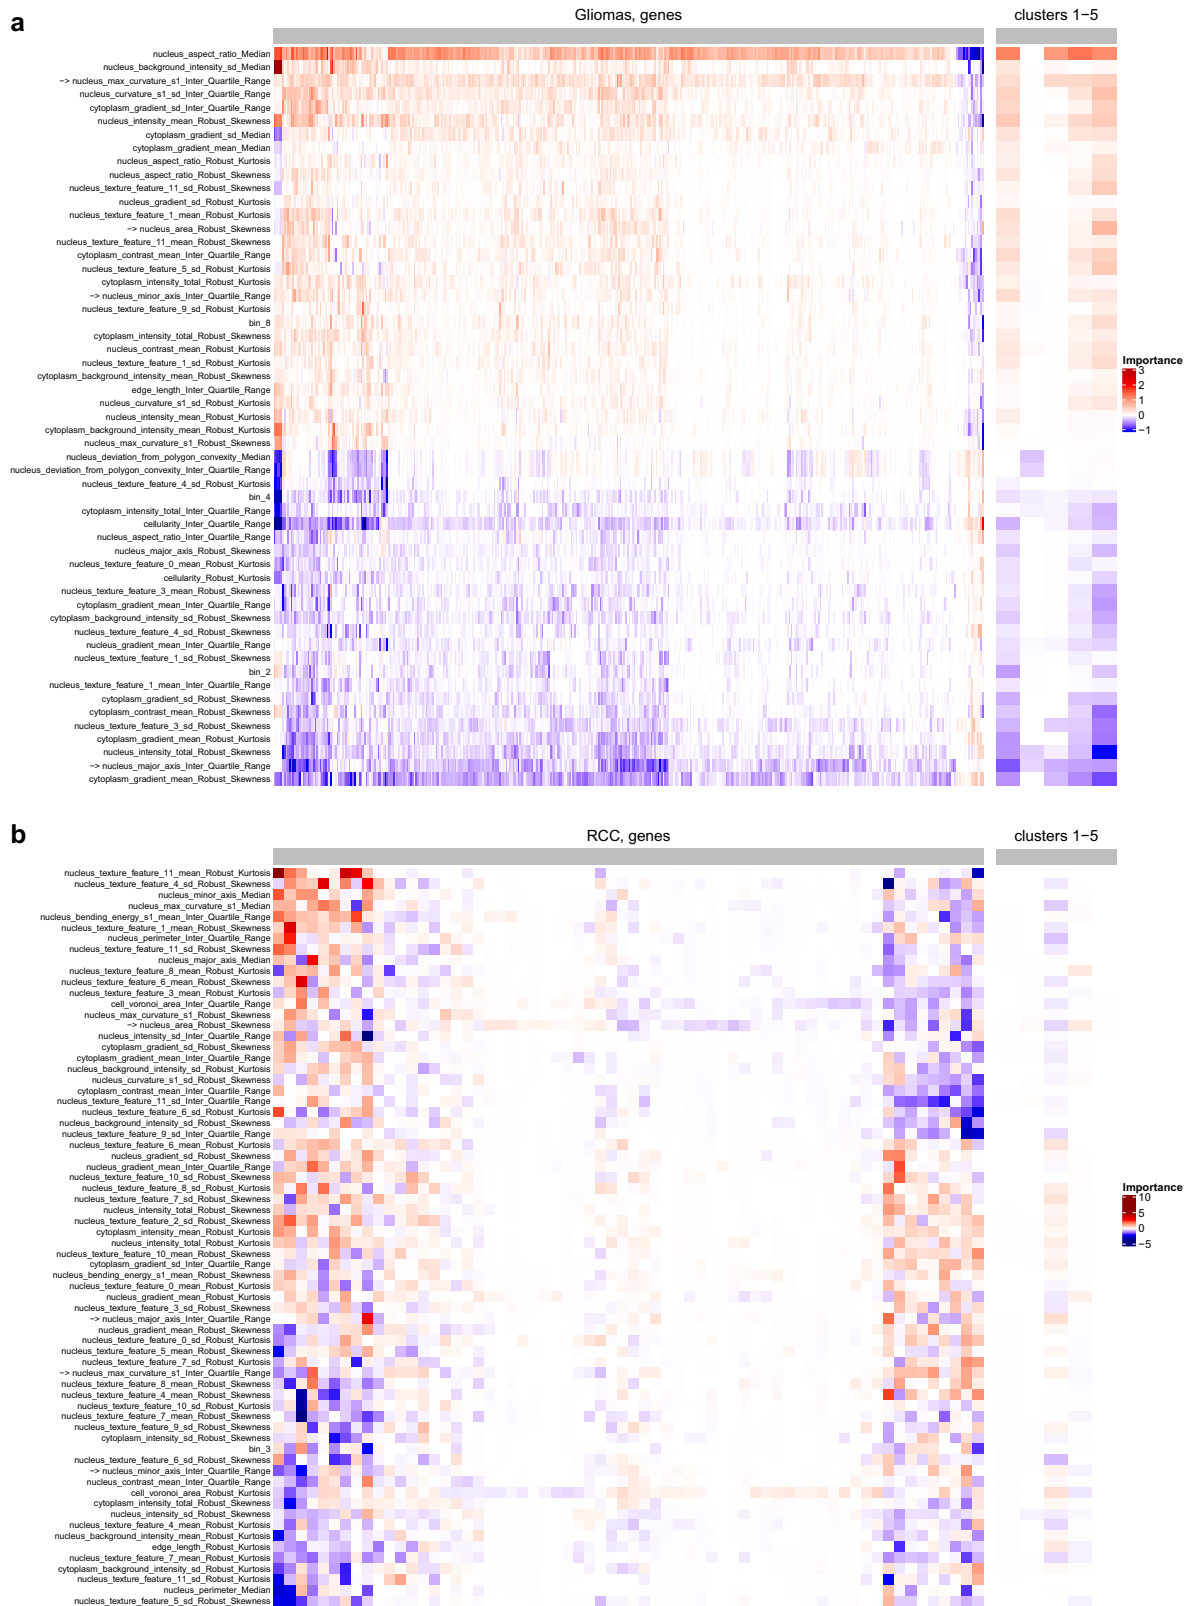 a
Gliomas, genes
clusters 1−5
nucleus_aspect_ratio_Median
nucleus_background_intensity_sd_Median
−> nucleus_max_curvature_s1_Inter_Quartile_Range
nucleus_curvature_s1_sd_Inter_Quartile_Range
cytoplasm_gradient_sd_Inter_Quartile_Range
nucleus_intensity_mean_Robust_Skewness
cytoplasm_gradient_sd_Median
cytoplasm_gradient_mean_Median
nucleus_aspect_ratio_Robust_Kurtosis
nucleus_aspect_ratio_Robust_Skewness
nucleus_texture_feature_11_sd_Robust_Skewness
nucleus_gradient_sd_Robust_Kurtosis
nucleus_texture_feature_1_mean_Robust_Kurtosis
−> nucleus_area_Robust_Skewness
nucleus_texture_feature_11_mean_Robust_Skewness
cytoplasm_contrast_mean_Inter_Quartile_Range
nucleus_texture_feature_5_sd_Robust_Kurtosis
cytoplasm_intensity_total_Robust_Kurtosis
−> nucleus_minor_axis_Inter_Quartile_Range
nucleus_texture_feature_9_sd_Robust_Kurtosis
bin_8
cytoplasm_intensity_total_Robust_Skewness
nucleus_contrast_mean_Robust_Kurtosis
nucleus_texture_feature_1_sd_Robust_Kurtosis
cytoplasm_background_intensity_mean_Robust_Skewness
edge_length_Inter_Quartile_Range
nucleus_curvature_s1_sd_Robust_Kurtosis
nucleus_intensity_mean_Robust_Kurtosis
cytoplasm_background_intensity_mean_Robust_Kurtosis
nucleus_max_curvature_s1_Robust_Skewness
nucleus_deviation_from_polygon_convexity_Median
nucleus_deviation_from_polygon_convexity_Inter_Quartile_Range
nucleus_texture_feature_4_sd_Robust_Kurtosis
bin_4
cytoplasm_intensity_total_Inter_Quartile_Range
cellularity_Inter_Quartile_Range
nucleus_aspect_ratio_Inter_Quartile_Range
nucleus_major_axis_Robust_Skewness
nucleus_texture_feature_0_mean_Robust_Kurtosis
cellularity_Robust_Kurtosis
nucleus_texture_feature_3_mean_Robust_Skewness
cytoplasm_gradient_mean_Inter_Quartile_Range
cytoplasm_background_intensity_sd_Robust_Skewness
nucleus_texture_feature_4_sd_Robust_Skewness
nucleus_gradient_mean_Inter_Quartile_Range
nucleus_texture_feature_1_sd_Robust_Skewness
bin_2
nucleus_texture_feature_1_mean_Inter_Quartile_Range
cytoplasm_gradient_sd_Robust_Skewness
cytoplasm_contrast_mean_Robust_Skewness
nucleus_texture_feature_3_sd_Robust_Skewness
cytoplasm_gradient_mean_Robust_Kurtosis
nucleus_intensity_total_Robust_Skewness
−> nucleus_major_axis_Inter_Quartile_Range
cytoplasm_gradient_mean_Robust_Skewness
Importance
3
2
1
0
−1
b
RCC, genes
clusters 1−5
nucleus_texture_feature_11_mean_Robust_Kurtosis
nucleus_texture_feature_4_sd_Robust_Skewness
nucleus_minor_axis_Median
nucleus_max_curvature_s1_Median
nucleus_bending_energy_s1_mean_Inter_Quartile_Range
nucleus_texture_feature_1_mean_Robust_Skewness
nucleus_perimeter_Inter_Quartile_Range
nucleus_texture_feature_11_sd_Robust_Skewness
nucleus_major_axis_Median
nucleus_texture_feature_8_mean_Robust_Kurtosis
nucleus_texture_feature_6_mean_Robust_Skewness
nucleus_texture_feature_3_mean_Robust_Kurtosis
cell_voronoi_area_Inter_Quartile_Range
nucleus_max_curvature_s1_Robust_Skewness
−> nucleus_area_Robust_Skewness
nucleus_intensity_sd_Inter_Quartile_Range
cytoplasm_gradient_sd_Robust_Skewness
cytoplasm_gradient_mean_Inter_Quartile_Range
nucleus_background_intensity_sd_Robust_Kurtosis
nucleus_curvature_s1_sd_Robust_Skewness
cytoplasm_contrast_mean_Inter_Quartile_Range
nucleus_texture_feature_11_sd_Inter_Quartile_Range
nucleus_texture_feature_6_sd_Robust_Kurtosis
nucleus_background_intensity_sd_Robust_Skewness
nucleus_texture_feature_9_sd_Inter_Quartile_Range
nucleus_texture_feature_6_mean_Robust_Kurtosis
nucleus_gradient_sd_Robust_Skewness
nucleus_gradient_mean_Inter_Quartile_Range
nucleus_texture_feature_10_sd_Robust_Skewness
nucleus_texture_feature_8_sd_Robust_Kurtosis
nucleus_texture_feature_7_sd_Robust_Skewness
nucleus_intensity_total_Robust_Skewness
nucleus_texture_feature_2_sd_Robust_Skewness
cytoplasm_intensity_mean_Robust_Kurtosis
nucleus_intensity_total_Robust_Kurtosis
nucleus_texture_feature_10_mean_Robust_Skewness
cytoplasm_gradient_sd_Inter_Quartile_Range
nucleus_bending_energy_s1_mean_Robust_Skewness
nucleus_texture_feature_0_mean_Robust_Kurtosis
nucleus_gradient_mean_Robust_Kurtosis
nucleus_texture_feature_3_sd_Robust_Skewness
−> nucleus_major_axis_Inter_Quartile_Range
nucleus_gradient_mean_Robust_Skewness
nucleus_texture_feature_0_sd_Robust_Kurtosis
nucleus_texture_feature_5_mean_Robust_Skewness
nucleus_texture_feature_7_sd_Robust_Kurtosis
−> nucleus_max_curvature_s1_Inter_Quartile_Range
nucleus_texture_feature_8_mean_Robust_Skewness
nucleus_texture_feature_4_mean_Robust_Skewness
nucleus_texture_feature_10_sd_Robust_Kurtosis
nucleus_texture_feature_7_mean_Robust_Skewness
nucleus_texture_feature_9_sd_Robust_Skewness
cytoplasm_intensity_sd_Robust_Skewness
bin_3
nucleus_texture_feature_6_sd_Robust_Skewness
−> nucleus_minor_axis_Inter_Quartile_Range
nucleus_contrast_mean_Inter_Quartile_Range
cell_voronoi_area_Robust_Kurtosis
cytoplasm_intensity_total_Robust_Skewness
nucleus_intensity_sd_Robust_Skewness
nucleus_texture_feature_4_mean_Robust_Kurtosis
nucleus_background_intensity_mean_Robust_Kurtosis
edge_length_Robust_Kurtosis
nucleus_texture_feature_7_mean_Robust_Kurtosis
cytoplasm_background_intensity_sd_Robust_Kurtosis
nucleus_texture_feature_11_sd_Robust_Kurtosis
nucleus_perimeter_Median
nucleus_texture_feature_5_sd_Robust_Skewness
Importance
10
5
0
−5